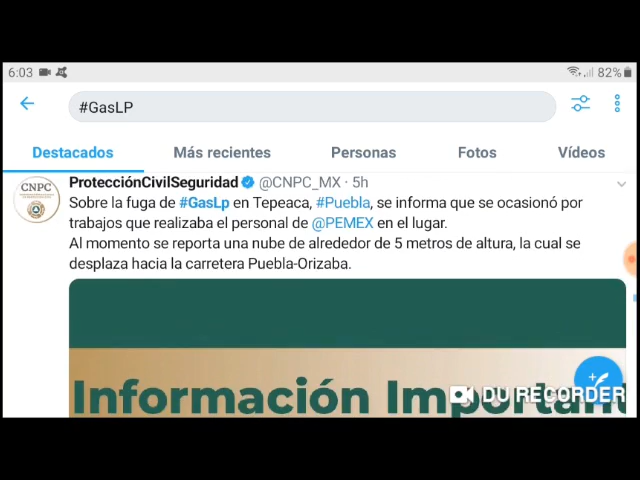 6:03 82%
#GasLP
Destacados Más recientes Personas Fotos Vídeos
CNPC ProtecciónCivilSeguridad @CNPC_MX · 5h
Sobre la fuga de #GasLp en Tepeaca, #Puebla, se informa que se ocasionó por
trabajos que realizaba el personal de @PEMEX en el lugar.
Al momento se reporta una nube de alrededor de 5 metros de altura, la cual se
desplaza hacia la carretera Puebla-Orizaba.
Información Important
DU RECORDER